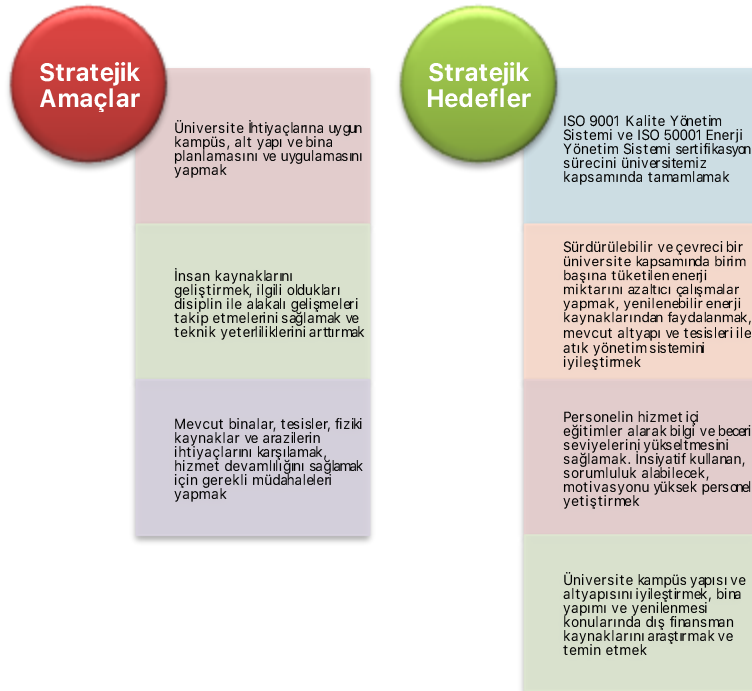 Stratejik
Amaçlar
Üniversite İhtiyaçlarına uygun
kampüs, alt yapı ve bina
planlamasını ve uygulamasını
yapmak
İnsan kaynaklarını
geliştirmek, ilgili oldukları
disiplin ile alakalı gelişmeleri
takip etmelerini sağlamak ve
teknik yeterliliklerini arttırmak
Mevcut binalar, tesisler, fiziki
kaynaklar ve arazilerin
ihtiyaçlarını karşılamak,
hizmet devamlılığını sağlamak
için gerekli müdahaleleri
yapmak
Stratejik
Hedefler
ISO 9001 Kalite Yönetim
Sistemi ve ISO 50001 Enerji
Yönetim Sistemi sertifikasyon
sürecini üniversitemiz
kapsamında tamamlamak
Sürdürülebilir ve çevreci bir
üniversite kapsamında birim
başına tüketilen enerji
miktarını azaltıcı çalışmalar
yapmak, yenilenebilir enerji
kaynaklarından faydalanmak,
mevcut altyapı ve tesisleri ile
atık yönetim sistemini
iyileştirmek
Personelin hizmet içi
eğitimler alarak bilgi ve beceri
seviyelerini yükseltmesini
sağlamak. İnsiyatif kullanan,
sorumluluk alabilecek,
motivasyonu yüksek personel
yetiştirmek
Üniversite kampüs yapısı ve
altyapısını iyileştirmek, bina
yapımı ve yenilenmesi
konularında dış finansman
kaynaklarını araştırmak ve
temin etmek